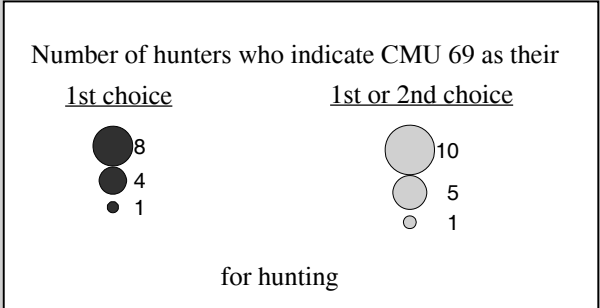 Number of hunters who indicate CMU 69 as their
1st choice 1st or 2nd choice
8 10
4 5
1 1
for hunting